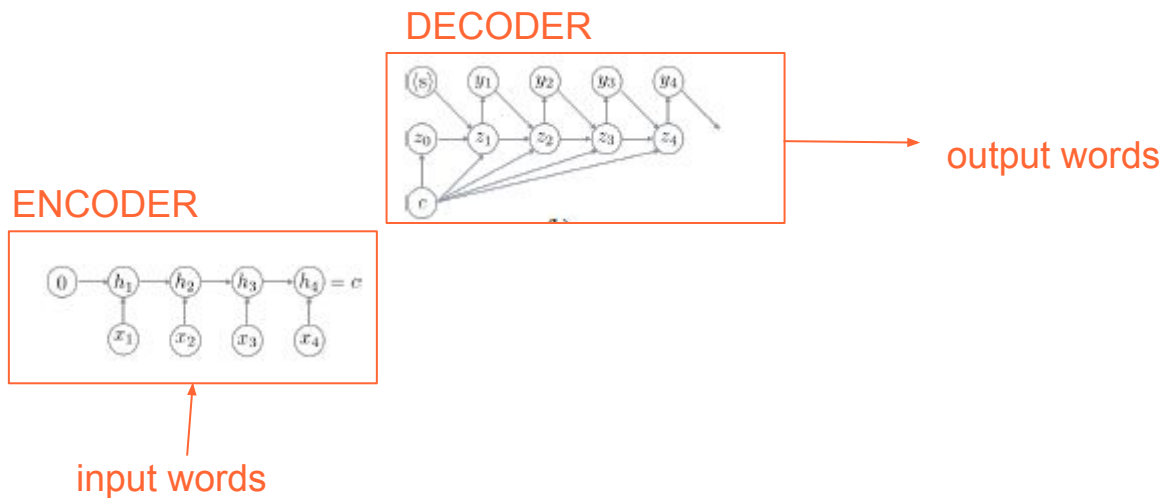 DECODER
⟨s⟩ y₁ y₂ y₃ y₄
z₀ z₁ z₂ z₃ z₄
c
output words
ENCODER
0 h₁ h₂ h₃ h₄ = c
x₁ x₂ x₃ x₄
input words